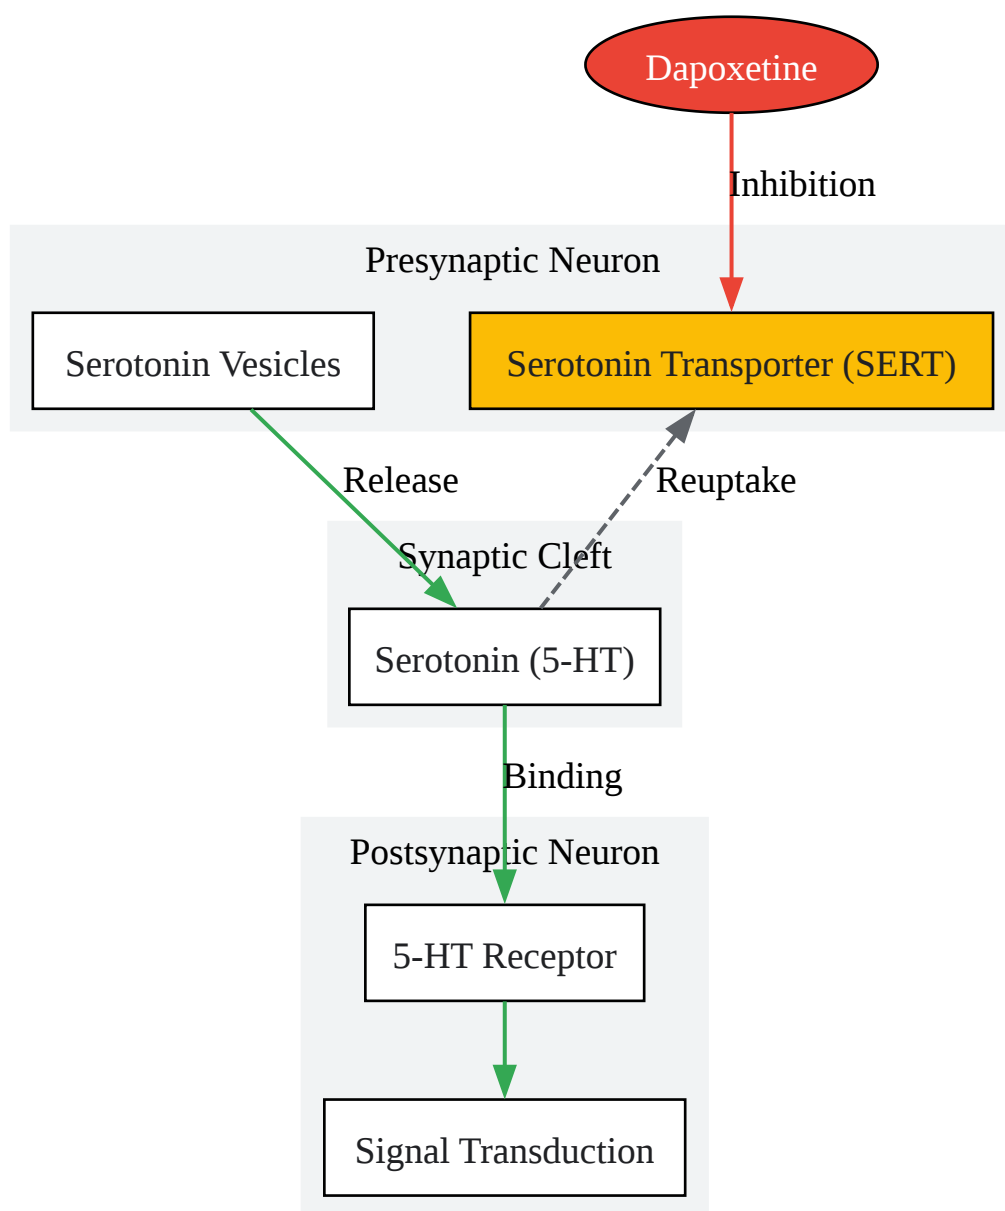 Dapoxetine
Inhibition
Presynaptic Neuron
Serotonin Vesicles
Serotonin Transporter (SERT)
Release
Reuptake
Synaptic Cleft
Serotonin (5-HT)
Binding
Postsynaptic Neuron
5-HT Receptor
Signal Transduction